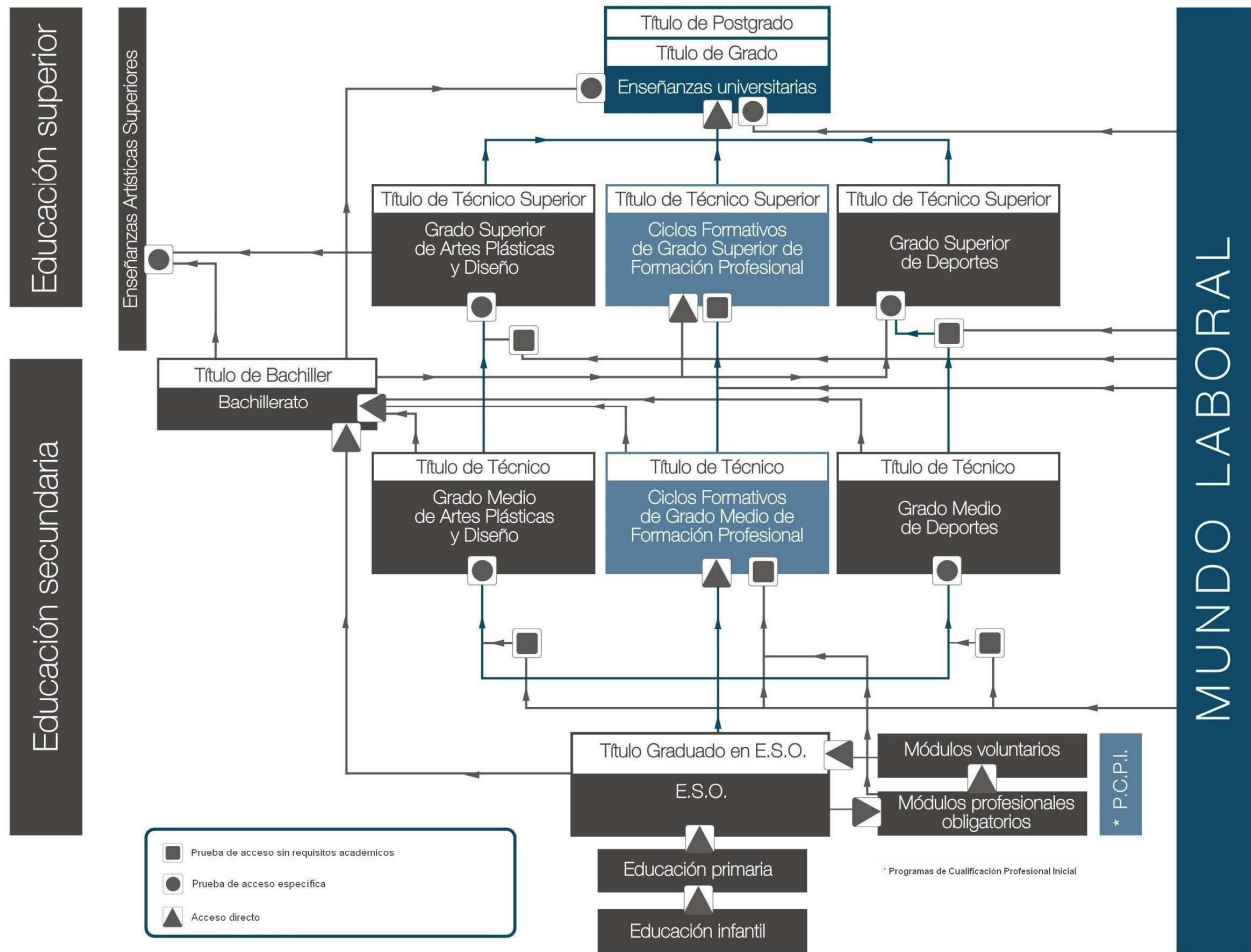 Educación superior
Enseñanzas Artísticas Superiores
Título de Postgrado
Título de Grado
Enseñanzas universitarias
Título de Técnico Superior
Grado Superior
de Artes Plásticas
y Diseño
Título de Técnico Superior
Ciclos Formativos
de Grado Superior de
Formación Profesional
Título de Técnico Superior
Grado Superior
de Deportes
MUNDO LABORAL
Educación secundaria
Título de Bachiller
Bachillerato
Título de Técnico
Grado Medio
de Artes Plásticas
y Diseño
Título de Técnico
Ciclos Formativos
de Grado Medio de
Formación Profesional
Título de Técnico
Grado Medio
de Deportes
Título Graduado en E.S.O.
E.S.O.
Módulos voluntarios
Módulos profesionales
obligatorios
* P.C.P.I.
Educación primaria
Educación infantil
* Programas de Cualificación Profesional Inicial
Prueba de acceso sin requisitos académicos
Prueba de acceso específica
Acceso directo